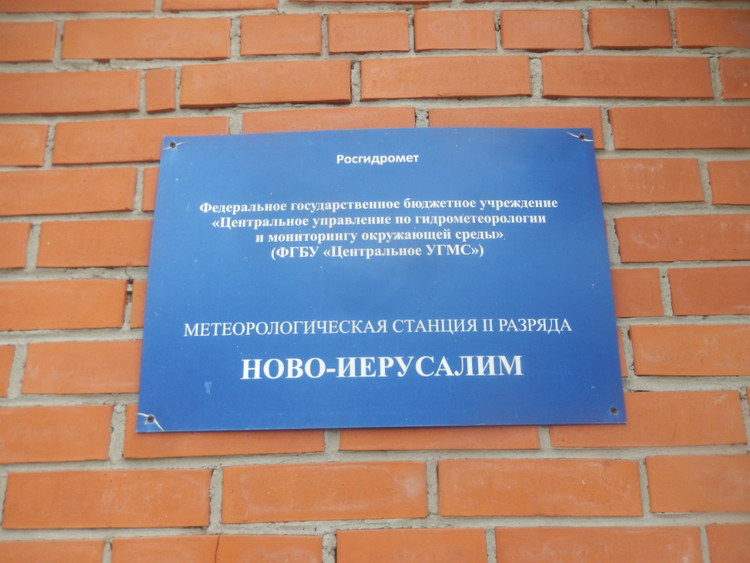 Росгидромет
Федеральное государственное бюджетное учреждение
«Центральное управление по гидрометеорологии
и мониторингу окружающей среды»
(ФГБУ «Центральное УГМС»)
МЕТЕОРОЛОГИЧЕСКАЯ СТАНЦИЯ II РАЗРЯДА
НОВО-ИЕРУСАЛИМ